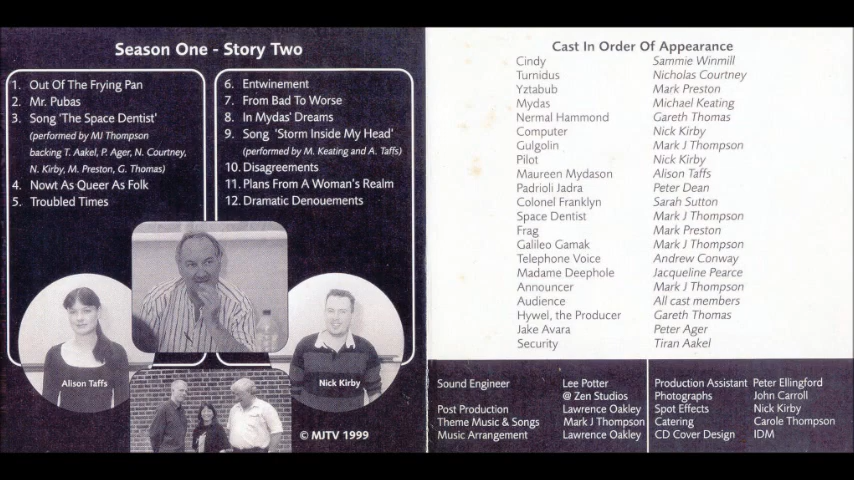 Season One - Story Two
1. Out Of The Frying Pan
2. Mr. Pubas
3. Song 'The Space Dentist'
(performed by MJ Thompson
backing T. Aakel, P. Ager, N. Courtney,
N. Kirby, M. Preston, G. Thomas)
4. Nowt As Queer As Folk
5. Troubled Times
6. Entwinement
7. From Bad To Worse
8. In Mydas' Dreams
9. Song 'Storm Inside My Head'
(performed by M. Keating and A. Taffs)
10. Disagreements
11. Plans From A Woman's Realm
12. Dramatic Denouements
Alison Taffs
Nick Kirby
© MJTV 1999
Cast In Order Of Appearance
Cindy Sammie Winmill
Turnidus Nicholas Courtney
Yztabub Mark Preston
Mydas Michael Keating
Nermal Hammond Gareth Thomas
Computer Nick Kirby
Gulgolin Mark J Thompson
Pilot Nick Kirby
Maureen Mydason Alison Taffs
Padrioli Jadra Peter Dean
Colonel Franklyn Sarah Sutton
Space Dentist Mark J Thompson
Frag Mark Preston
Galileo Gamak Mark J Thompson
Telephone Voice Andrew Conway
Madame Deephole Jacqueline Pearce
Announcer Mark J Thompson
Audience All cast members
Hywel, the Producer Gareth Thomas
Jake Avara Peter Ager
Security Tiran Aakel
Sound Engineer Lee Potter
@ Zen Studios
Post Production Lawrence Oakley
Theme Music & Songs Mark J Thompson
Music Arrangement Lawrence Oakley
Production Assistant Peter Ellingford
Photographs John Carroll
Spot Effects Nick Kirby
Catering Carole Thompson
CD Cover Design IDM